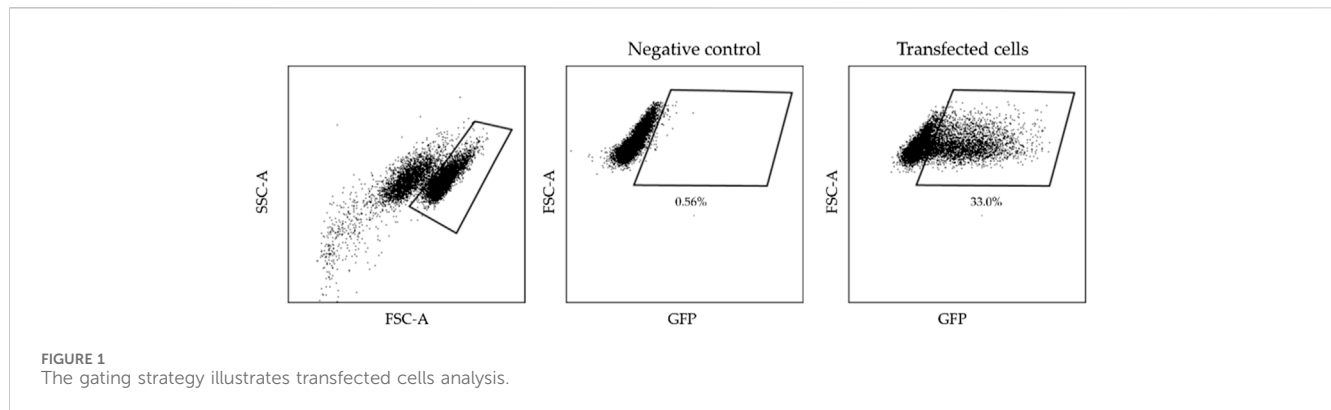 Negative control
Transfected cells
SSC-A
FSC-A
FSC-A
0.56%
GFP
FSC-A
33.0%
GFP
FIGURE 1
The gating strategy illustrates transfected cells analysis.